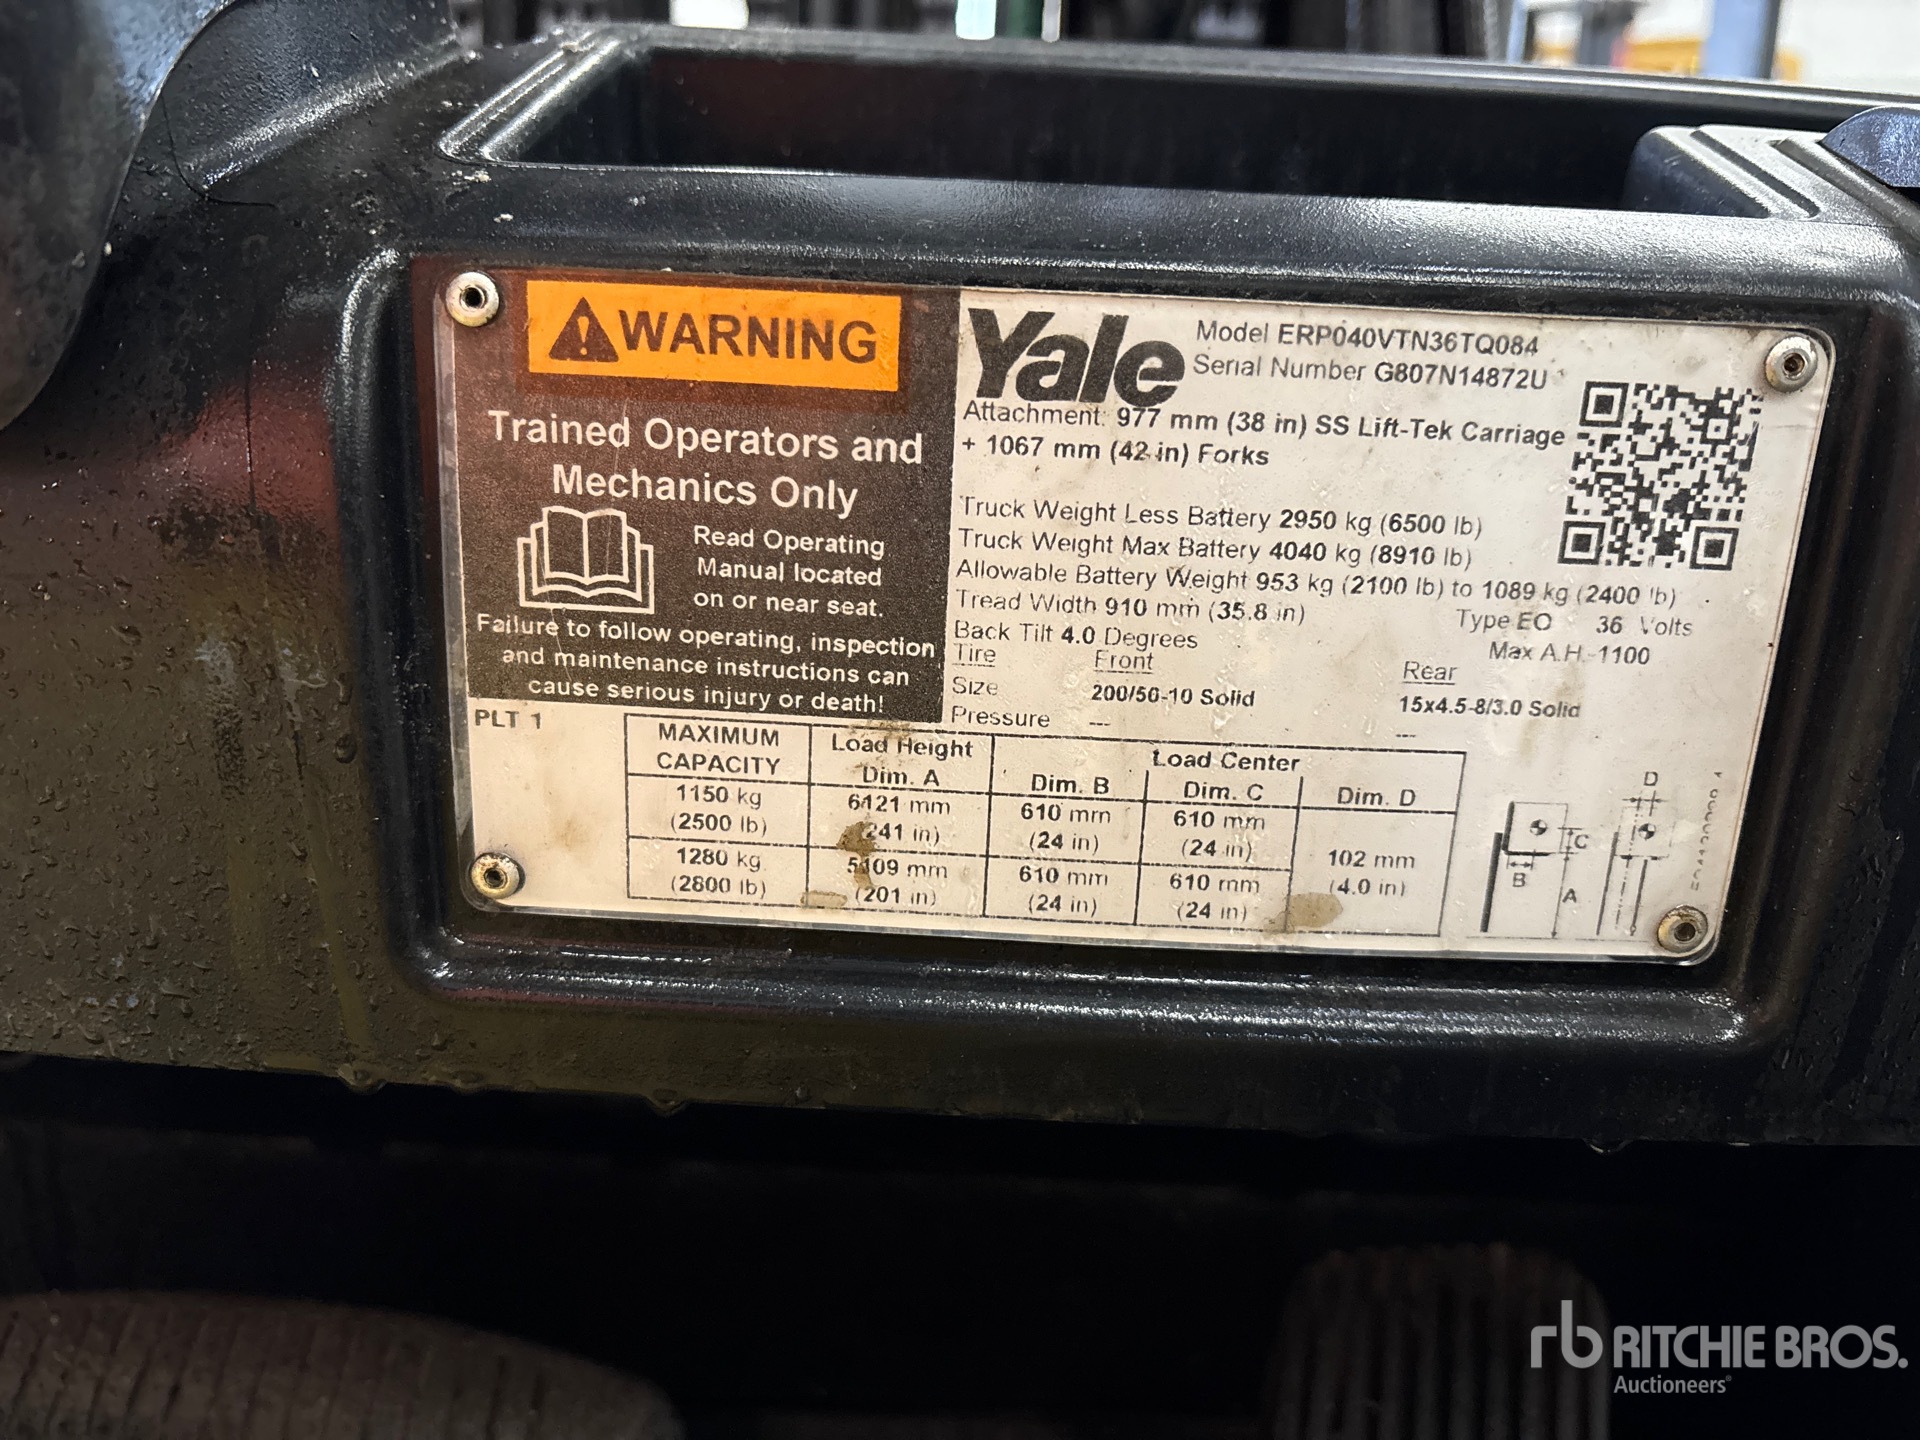 WARNING
Trained Operators and
Mechanics Only
Read Operating
Manual located
on or near seat.
Failure to follow operating, inspection
and maintenance instructions can
cause serious injury or death!
Yale
Model ERP040VTN36TQ084
Serial Number G807N14872U
Attachment: 977 mm (38 in) SS Lift-Tek Carriage
+ 1067 mm (42 in) Forks
Truck Weight Less Battery 2950 kg (6500 lb)
Truck Weight Max Battery 4040 kg (8910 lb)
Allowable Battery Weight 953 kg (2100 lb) to 1089 kg (2400 lb)
Tread Width 910 mm (35.8 in)
Type EO 36 Volts
Back Tilt 4.0 Degrees
Max A.H. 1100
Tire Front Rear
Size 200/50-10 Solid 15x4.5-8/3.0 Solid
Pressure --- ---
PLT 1
MAXIMUM CAPACITY Load Height Dim. A Load Center
Dim. B Dim. C Dim. D
1150 kg 6121 mm 610 mm 610 mm
(2500 lb) (241 in) (24 in) (24 in)
102 mm
(4.0 in)
1280 kg 5109 mm 610 mm 610 mm
(2800 lb) (201 in) (24 in) (24 in)
D
C
B
A
rb RITCHIE BROS.
Auctioneers